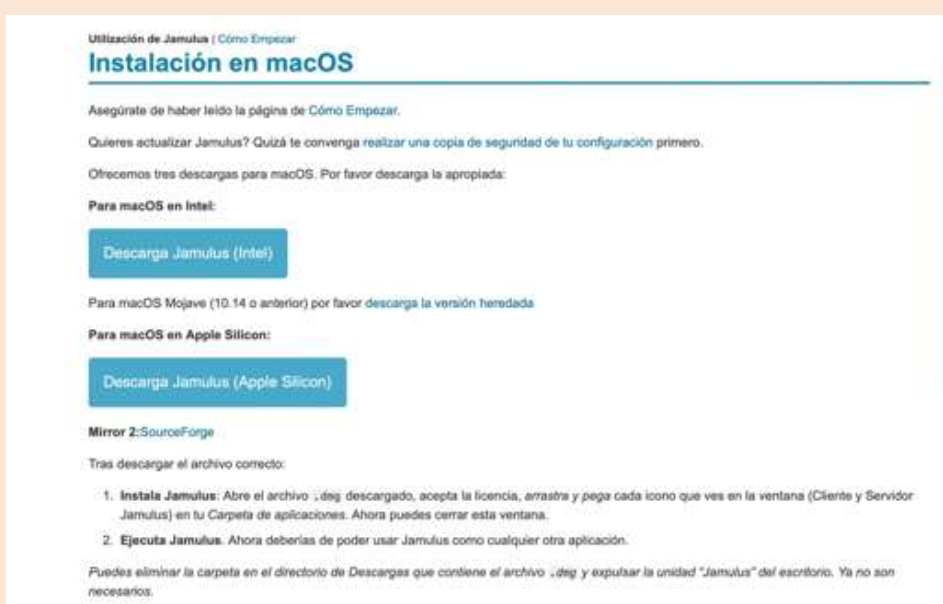 Utilización de Jamulus | Cómo Empezar
Instalación en macOS
Asegúrate de haber leído la página de Cómo Empezar.
Quieres actualizar Jamulus? Quizá te convenga realizar una copia de seguridad de tu configuración primero.
Ofrecemos tres descargas para macOS. Por favor descarga la apropiada:
Para macOS en Intel:
Descarga Jamulus (Intel)
Para macOS Mojave (10.14 o anterior) por favor descarga la versión heredada
Para macOS en Apple Silicon:
Descarga Jamulus (Apple Silicon)
Mirror 2:SourceForge
Tras descargar el archivo correcto:
1. Instala Jamulus: Abre el archivo .dmg descargado, acepta la licencia, arrastra y pega cada icono que ves en la ventana (Cliente y Servidor
Jamulus) en tu Carpeta de aplicaciones. Ahora puedes cerrar esta ventana.
2. Ejecuta Jamulus. Ahora deberías de poder usar Jamulus como cualquier otra aplicación.
Puedes eliminar la carpeta en el directorio de Descargas que contiene el archivo .dmg y expulsar la unidad "Jamulus" del escritorio. Ya no son
necesarios.